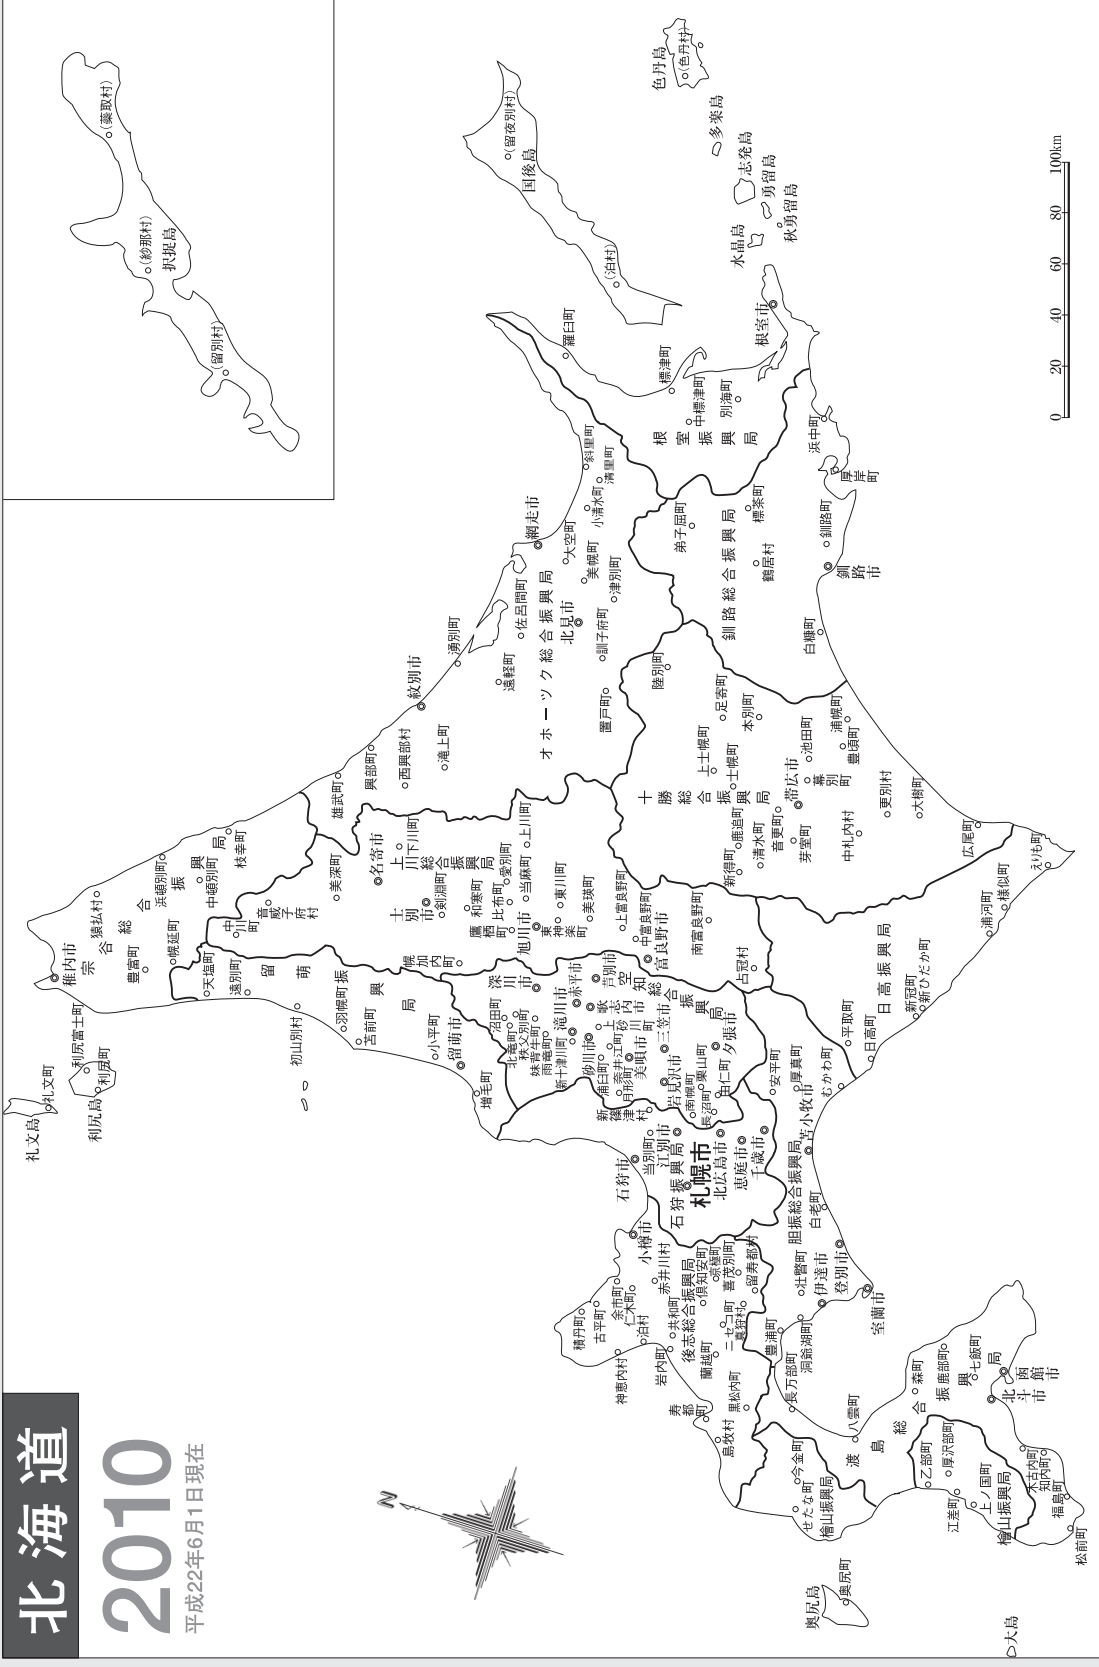 北海道
2010
平成22年6月1日現在
N
(蘂取村)
(紗那村)
択捉島
(留別村)
色丹島
(色丹村)
(留夜別村)
国後島
(泊村)
多楽島
志発島
勇留島
秋勇留島
水晶島
0 20 40 60 80 100km
根室市
羅臼町
標津町
中標津町
別海町
根室振興局
浜中町
厚岸町
標茶町
弟子屈町
釧路町
釧路総合振興局
鶴居村
釧路市
白糠町
斜里町
清里町
小清水町
網走市
大空町
美幌町
津別町
佐呂間町
オホーツク総合振興局
北見市
訓子府町
湧別町
遠軽町
置戸町
紋別市
滝上町
西興部村
興部町
雄武町
陸別町
足寄町
本別町
上士幌町
士幌町
十勝総合振興局
池田町
浦幌町
豊頃町
帯広市
幕別町
更別村
大樹町
音更町
鹿追町
清水町
新得町
芽室町
中札内村
広尾町
稚内市
猿払村
浜頓別町
中頓別町
枝幸町
宗谷総合振興局
豊富町
幌延町
礼文島
礼文町
利尻富士町
利尻町
利尻島
天塩町
遠別町
初山別村
羽幌町
苫前町
小平町
留萌市
増毛町
留萌振興局
中川町
音威子府村
美深町
名寄市
下川町
士別市
剣淵町
和寒町
幌加内町
上川総合振興局
愛別町
上川町
比布町
当麻町
鷹栖町
旭川市
東神楽町
東川町
美瑛町
上富良野町
中富良野町
富良野市
南富良野町
占冠村
深川市
沼田町
北竜町
秩父別町
妹背牛町
雨竜町
新十津川町
滝川市
赤平市
芦別市
歌志内市
上砂川町
砂川市
浦臼町
奈井江町
月形町
美唄市
三笠市
岩見沢市
新篠津村
南幌町
長沼町
栗山町
由仁町
夕張市
空知総合振興局
石狩市
当別町
江別市
石狩振興局
札幌市
北広島市
恵庭市
千歳市
小樽市
赤井川村
余市町
仁木町
古平町
積丹町
神恵内村
泊村
共和町
岩内町
倶知安町
京極町
喜茂別町
留寿都村
後志総合振興局
ニセコ町
真狩村
蘭越町
黒松内町
寿都町
島牧村
安平町
厚真町
むかわ町
苫小牧市
胆振総合振興局
白老町
登別市
室蘭市
伊達市
壮瞥町
洞爺湖町
豊浦町
平取町
日高町
新冠町
新ひだか町
日高振興局
浦河町
様似町
えりも町
長万部町
八雲町
森町
鹿部町
七飯町
函館市
北斗市
渡島総合振興局
木古内町
知内町
福島町
松前町
今金町
せたな町
檜山振興局
乙部町
厚沢部町
上ノ国町
江差町
檜山振興局
奥尻島
奥尻町
大島